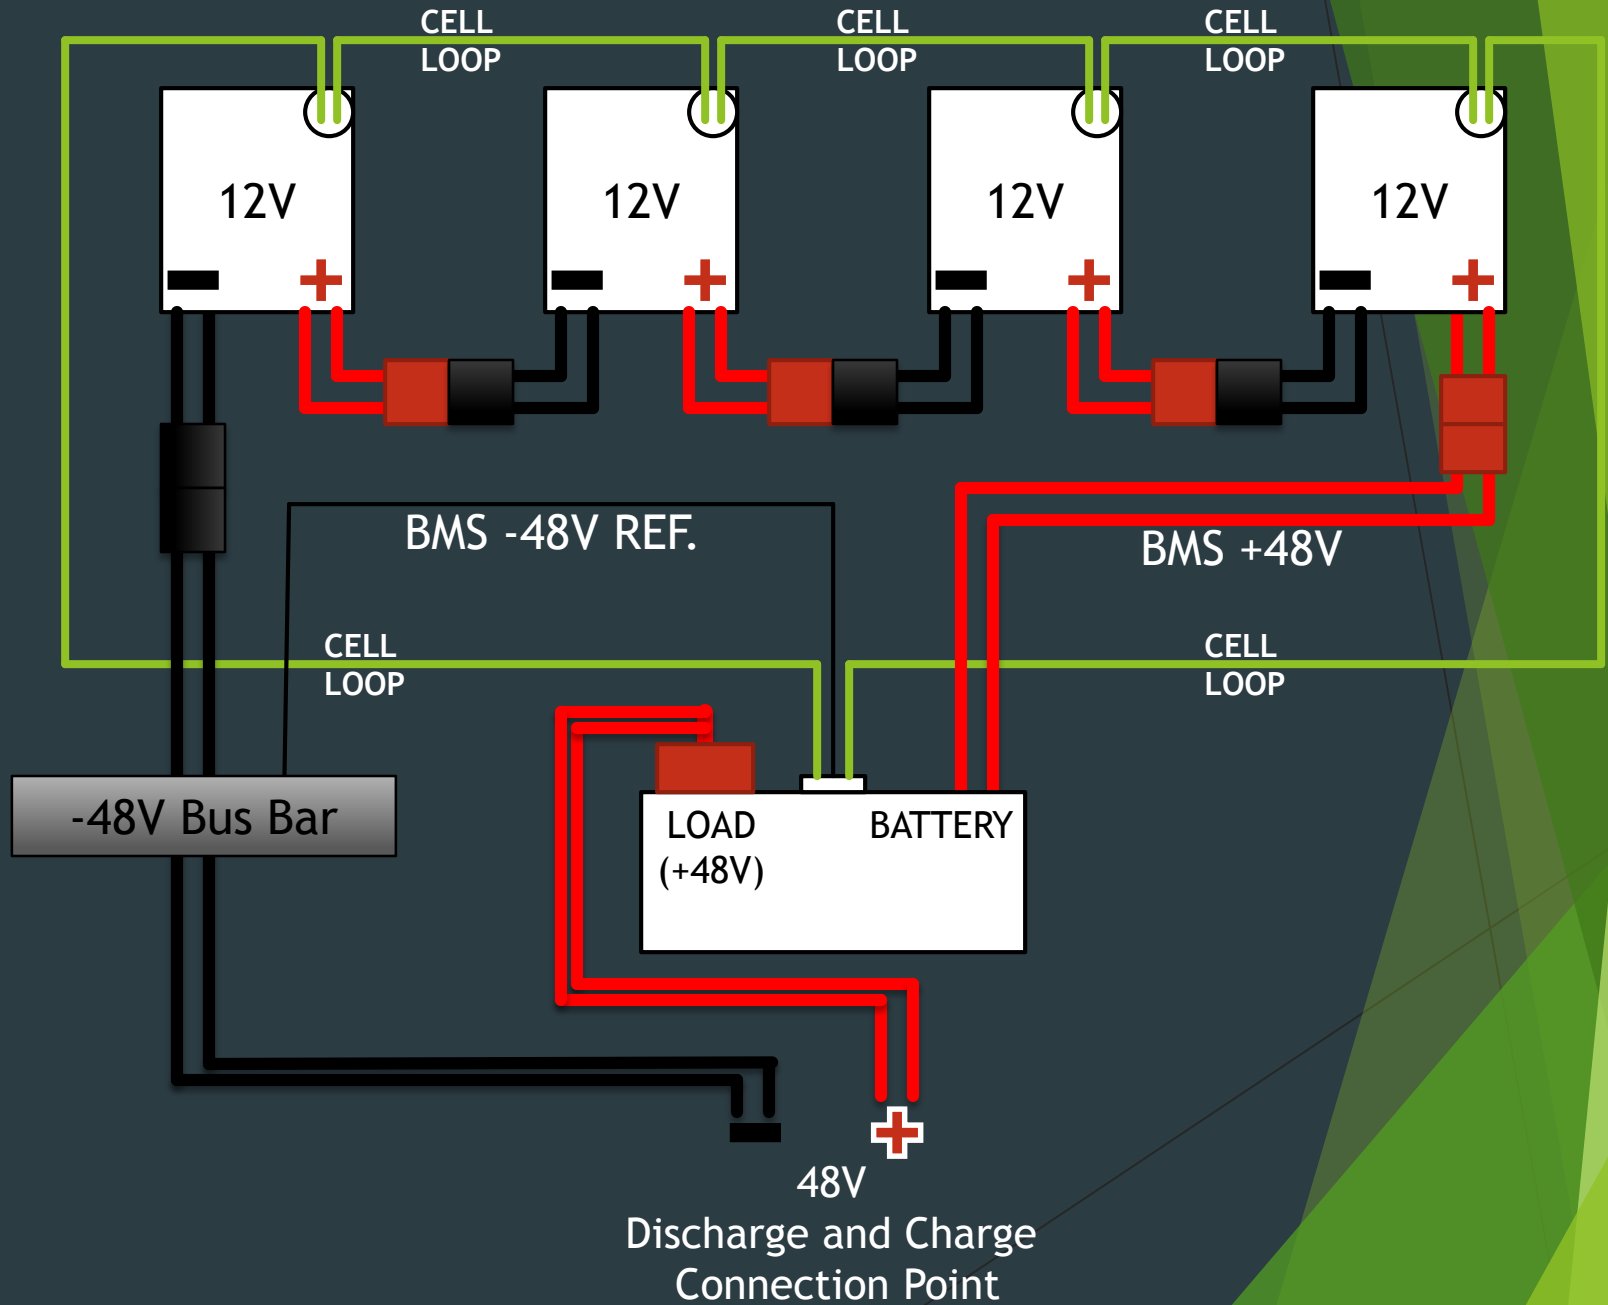 CELL
LOOP
CELL
LOOP
CELL
LOOP
12V
12V
12V
12V
BMS -48V REF.
BMS +48V
CELL
LOOP
CELL
LOOP
-48V Bus Bar
LOAD
(+48V)
BATTERY
48V
Discharge and Charge
Connection Point